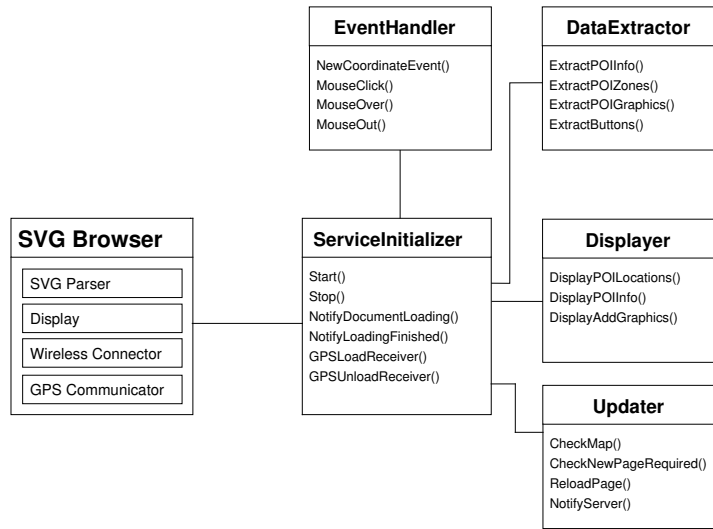 EventHandler
NewCoordinateEvent()
MouseClick()
MouseOver()
MouseOut()
DataExtractor
ExtractPOIInfo()
ExtractPOIZones()
ExtractPOIGraphics()
ExtractButtons()
SVG Browser
SVG Parser
Display
Wireless Connector
GPS Communicator
ServiceInitializer
Start()
Stop()
NotifyDocumentLoading()
NotifyLoadingFinished()
GPSLoadReceiver()
GPSUnloadReceiver()
Displayer
DisplayPOILocations()
DisplayPOIInfo()
DisplayAddGraphics()
Updater
CheckMap()
CheckNewPageRequired()
ReloadPage()
NotifyServer()